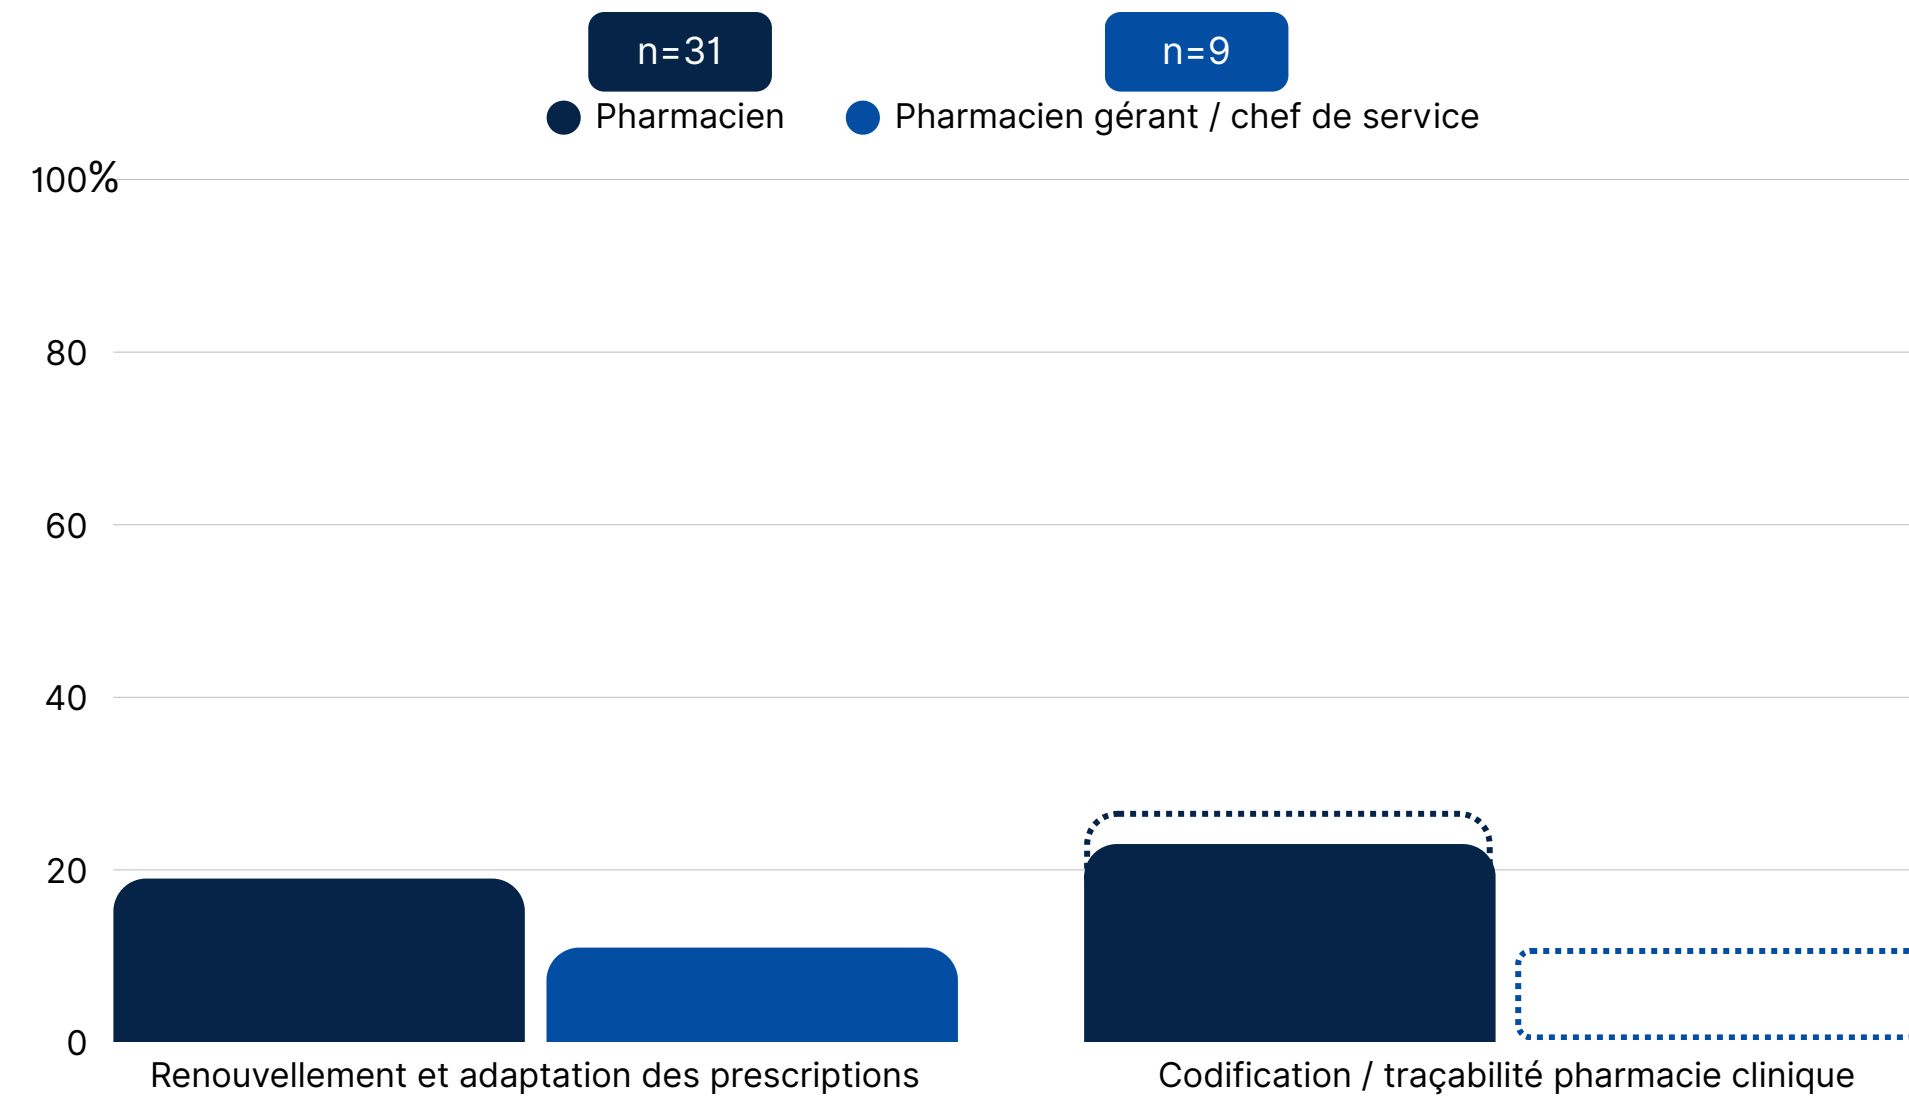 n=31
n=9
Pharmacien
Pharmacien gérant / chef de service
100%
80
60
40
20
0
Renouvellement et adaptation des prescriptions
Codification / traçabilité pharmacie clinique